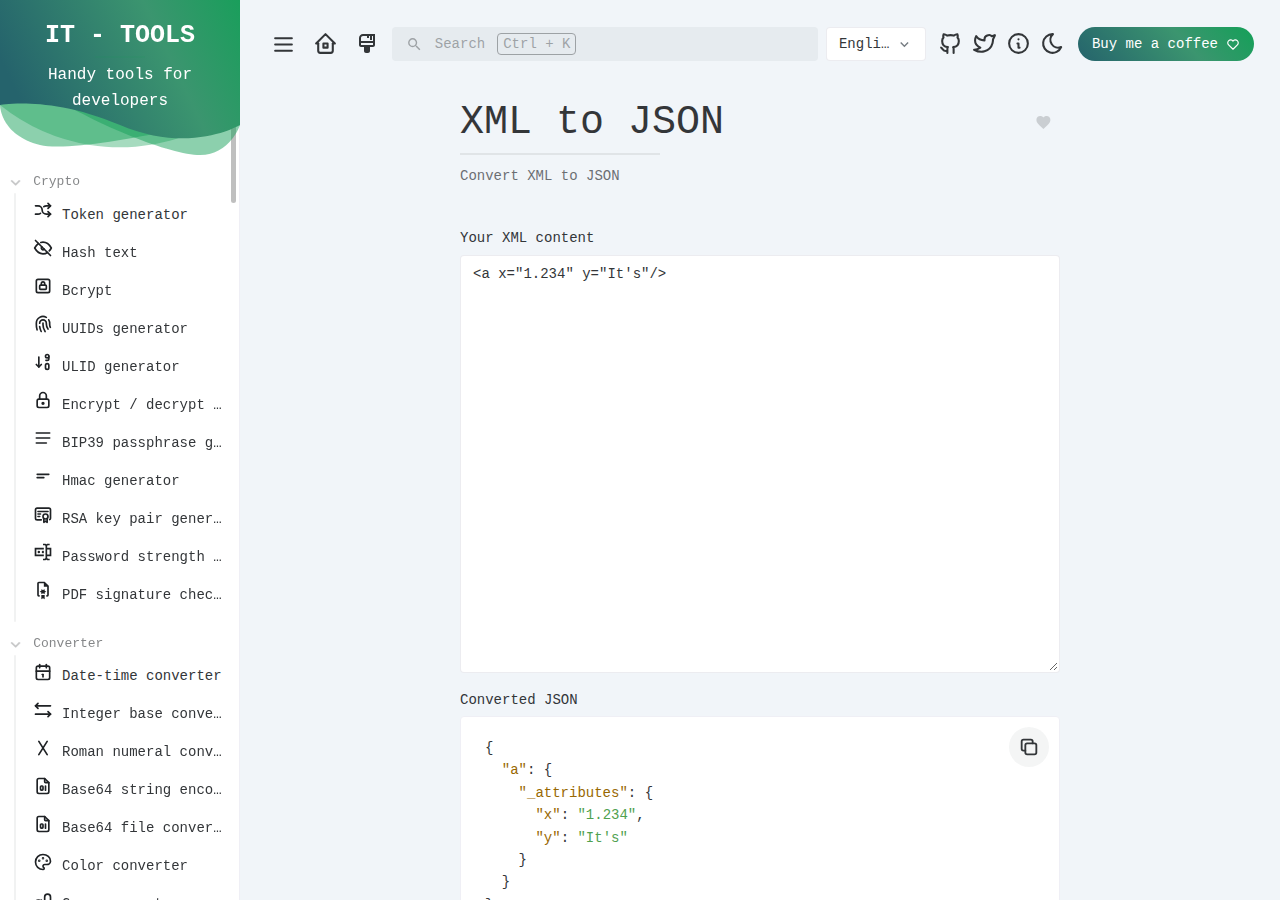 IT - TOOLS
Handy tools for
developers
Crypto
Token generator
Hash text
Bcrypt
UUIDs generator
ULID generator
Encrypt / decrypt …
BIP39 passphrase g…
Hmac generator
RSA key pair gener…
Password strength …
PDF signature chec…
Converter
Date-time converter
Integer base conve…
Roman numeral conv…
Base64 string enco…
Base64 file conver…
Color converter
Search Ctrl + K
Engli…
Buy me a coffee
XML to JSON
Convert XML to JSON
Your XML content
<a x="1.234" y="It's"/>
Converted JSON
{
"a": {
"_attributes": {
"x": "1.234",
"y": "It's"
}
}